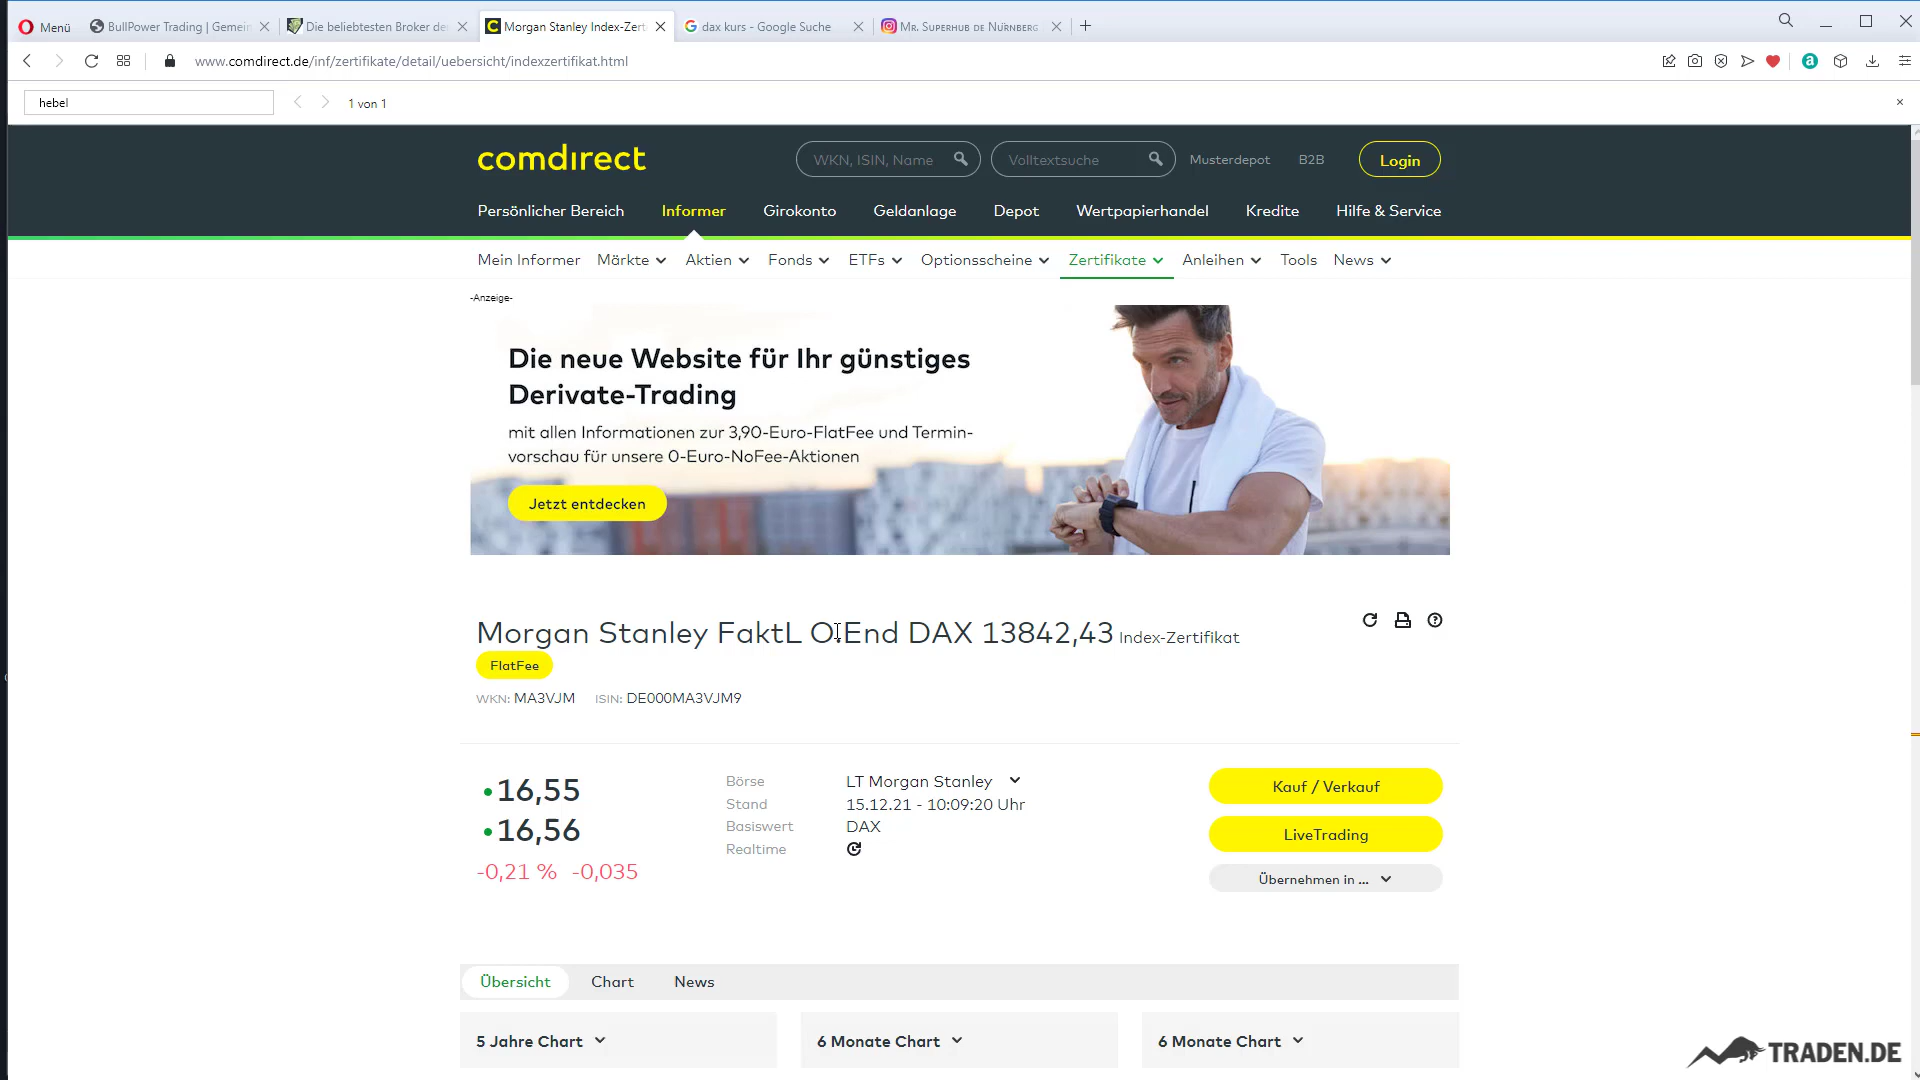 Menü
BullPower Trading | Gemein
Die beliebtesten Broker de
Morgan Stanley Index-Zert
dax kurs - Google Suche
Mr. Superhub de Nürnberg
www.comdirect.de/inf/zertifikate/detail/uebersicht/indexzertifikat.html
hebel
1 von 1
comdirect
WKN, ISIN, Name
Volltextsuche
Musterdepot
B2B
Login
Persönlicher Bereich
Informer
Girokonto
Geldanlage
Depot
Wertpapierhandel
Kredite
Hilfe & Service
Mein Informer
Märkte
Aktien
Fonds
ETFs
Optionsscheine
Zertifikate
Anleihen
Tools
News
-Anzeige-
Die neue Website für Ihr günstiges
Derivate-Trading
mit allen Informationen zur 3,90-Euro-FlatFee und Termin-
vorschau für unsere 0-Euro-NoFee-Aktionen
Jetzt entdecken
Morgan Stanley FaktL O.End DAX 13842,43 Index-Zertifikat
FlatFee
WKN: MA3VJM ISIN: DE000MA3VJM9
16,55
16,56
-0,21 % -0,035
Börse LT Morgan Stanley
Stand 15.12.21 - 10:09:20 Uhr
Basiswert DAX
Realtime
Kauf / Verkauf
LiveTrading
Übernehmen in ...
Übersicht
Chart
News
5 Jahre Chart
6 Monate Chart
6 Monate Chart
TRADEN.DE